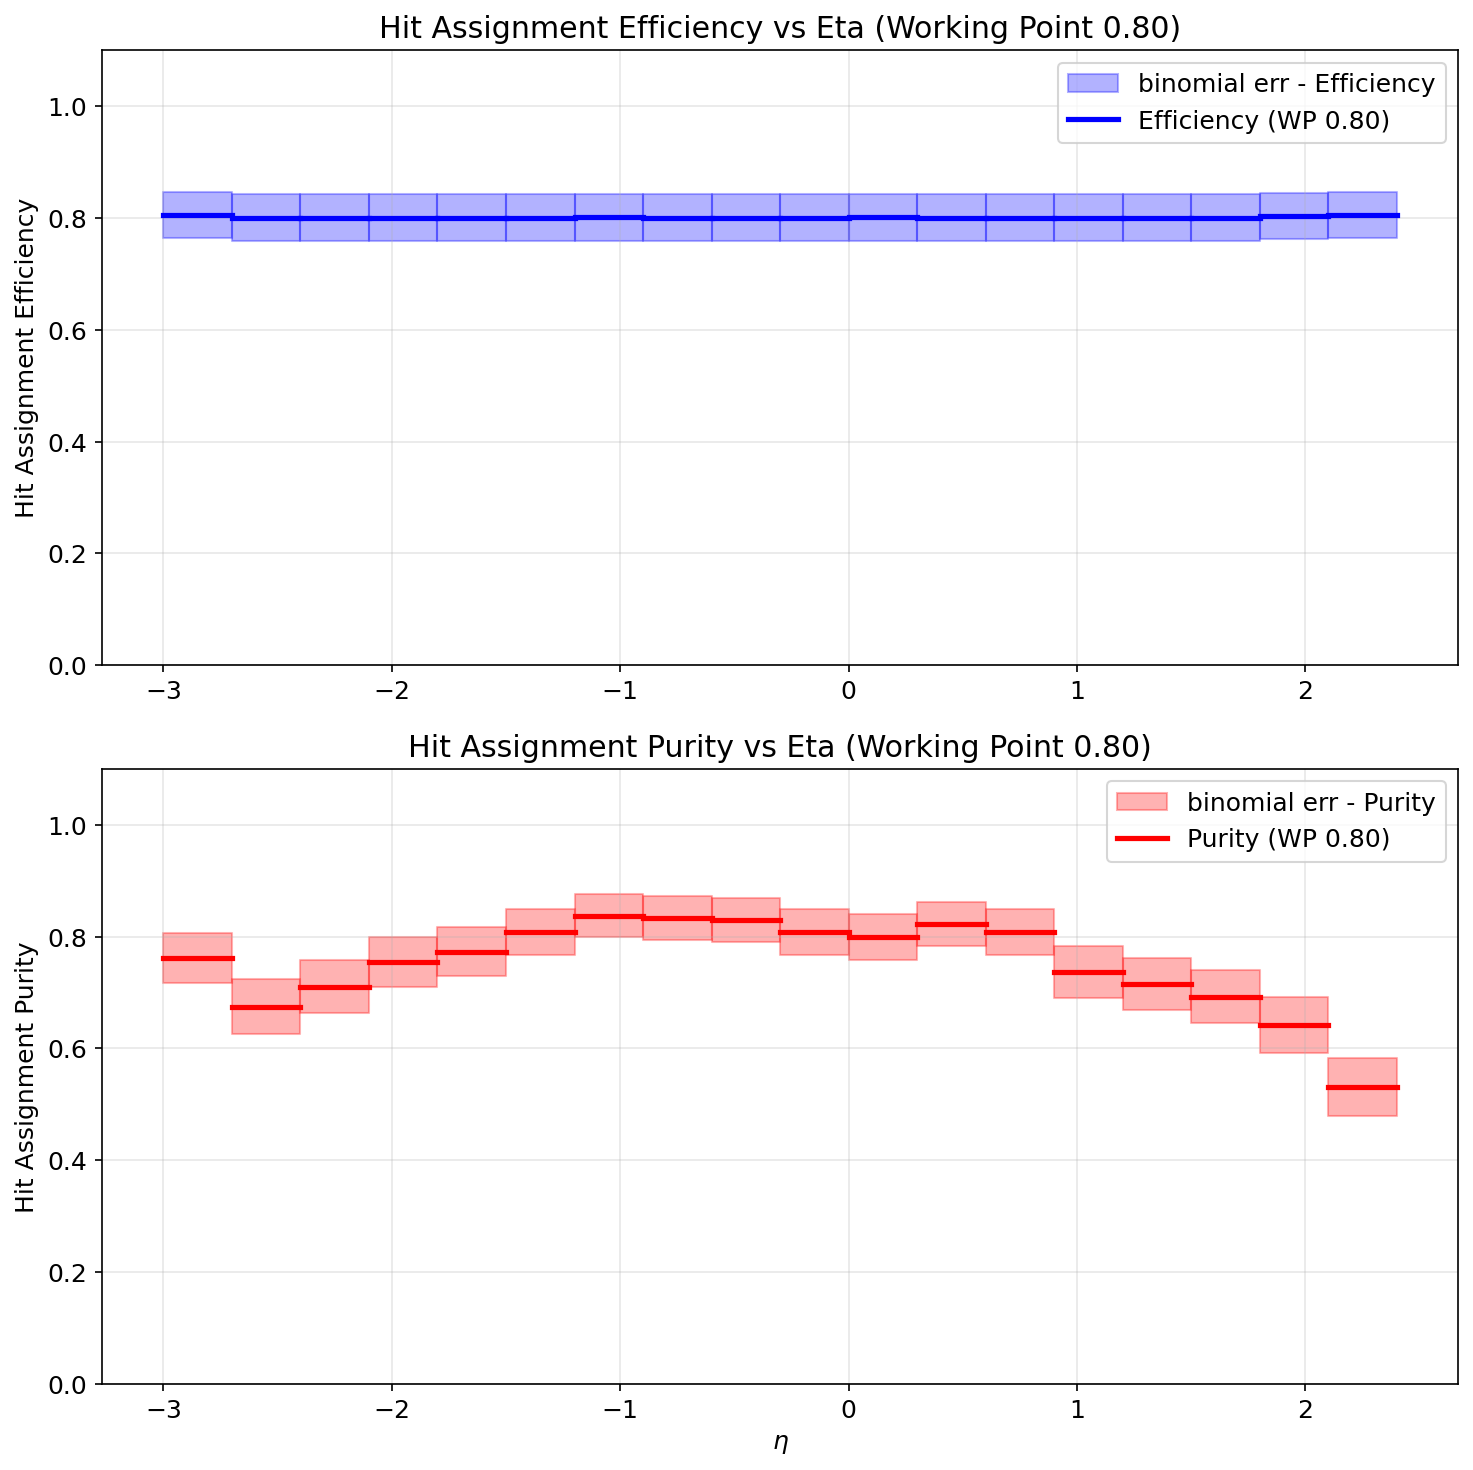 Hit Assignment Efficiency vs Eta (Working Point 0.80)
binomial err - Efficiency
Efficiency (WP 0.80)
Hit Assignment Efficiency
1.0
0.8
0.6
0.4
0.2
0.0
−3
−2
−1
0
1
2
Hit Assignment Purity vs Eta (Working Point 0.80)
binomial err - Purity
Purity (WP 0.80)
Hit Assignment Purity
1.0
0.8
0.6
0.4
0.2
0.0
−3
−2
−1
0
1
2
η